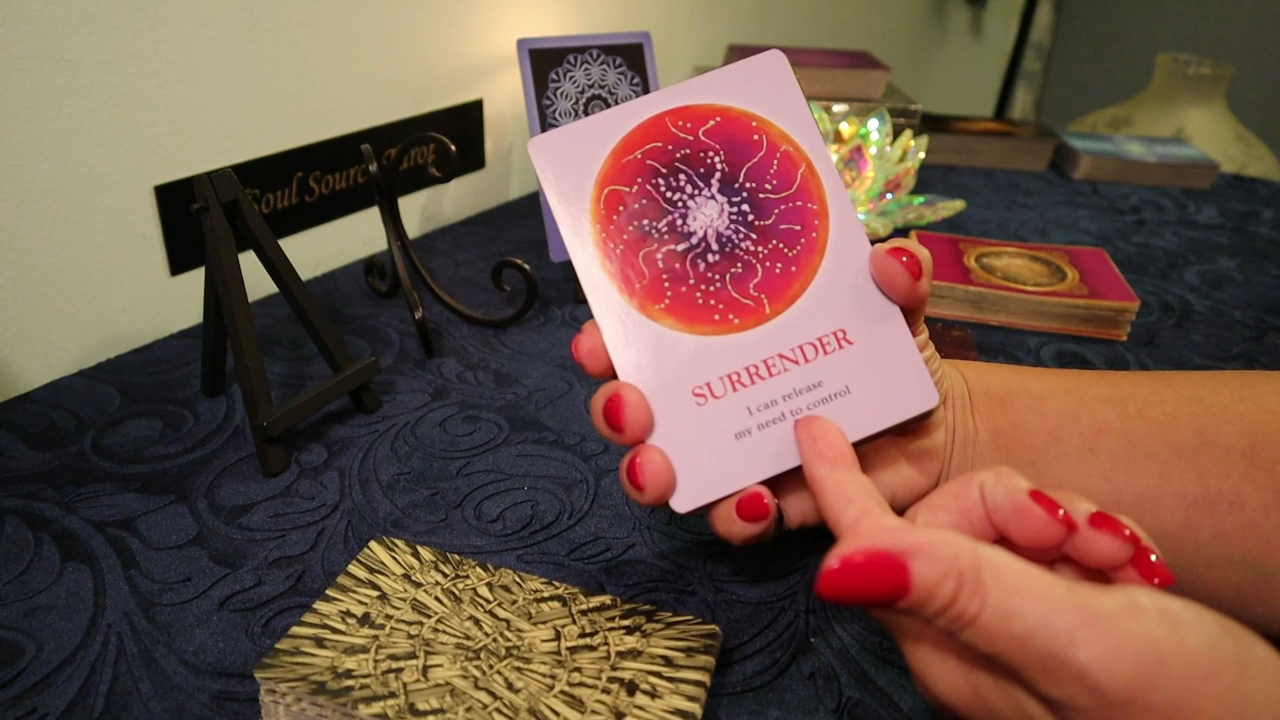 Soul Source Tarot
SURRENDER
I can release
my need to control